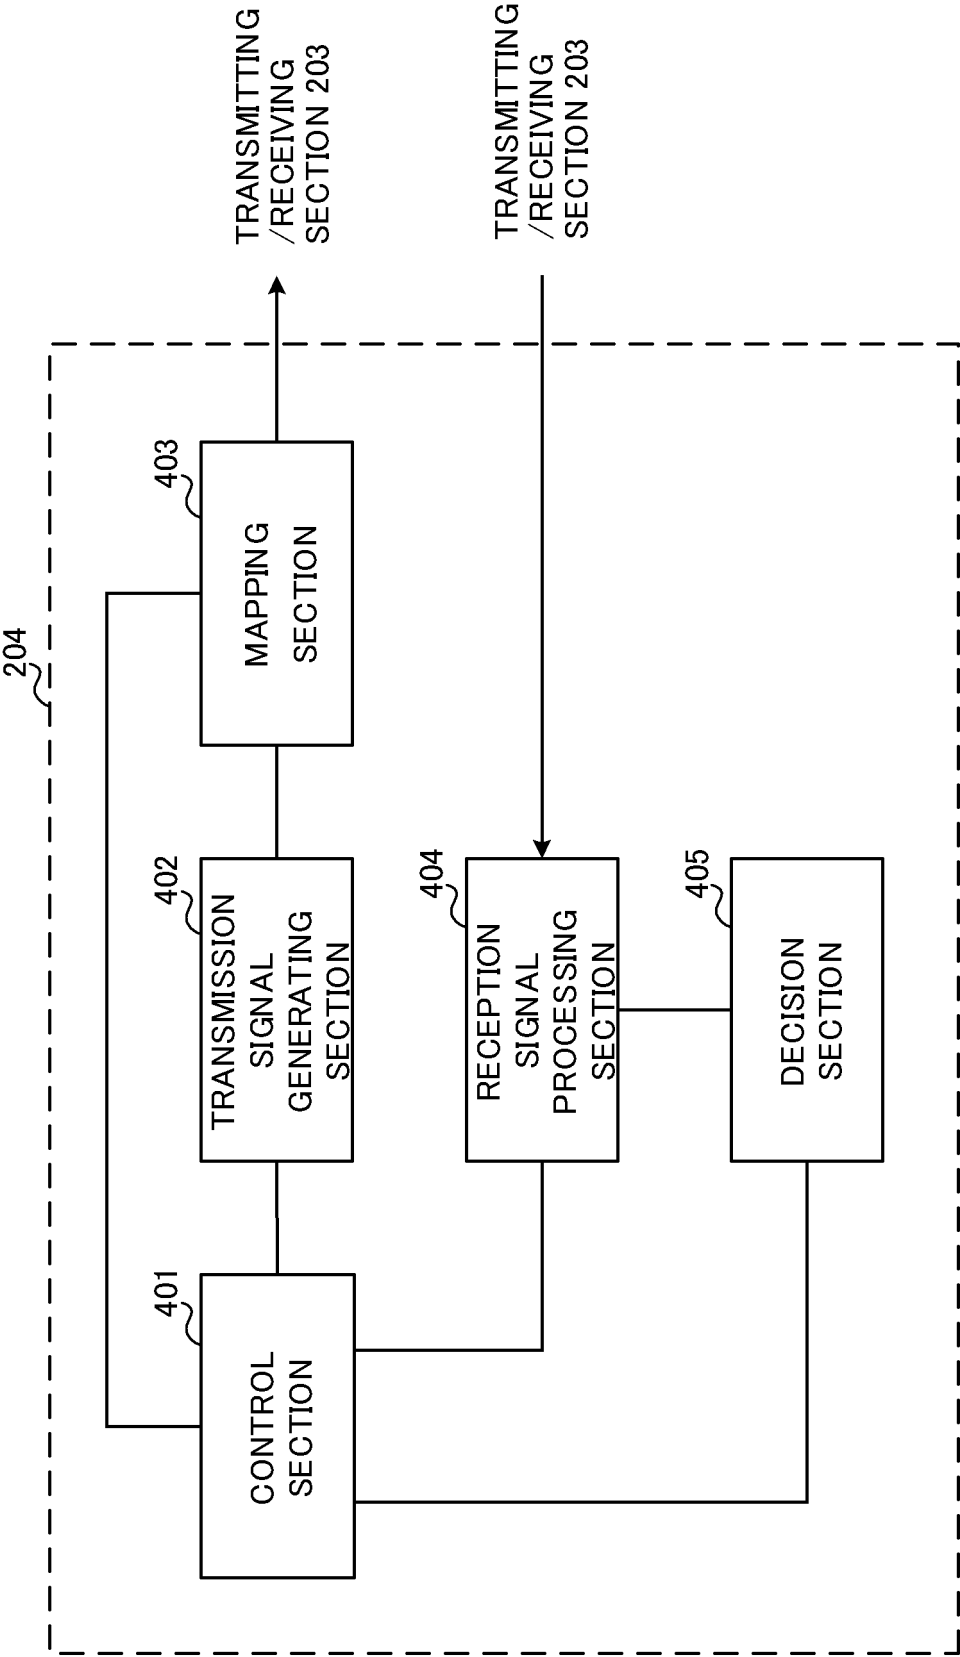 204
401
CONTROL
SECTION
402
TRANSMISSION
SIGNAL
GENERATING
SECTION
403
MAPPING
SECTION
TRANSMITTING
/RECEIVING
SECTION 203
404
RECEPTION
SIGNAL
PROCESSING
SECTION
TRANSMITTING
/RECEIVING
SECTION 203
405
DECISION
SECTION